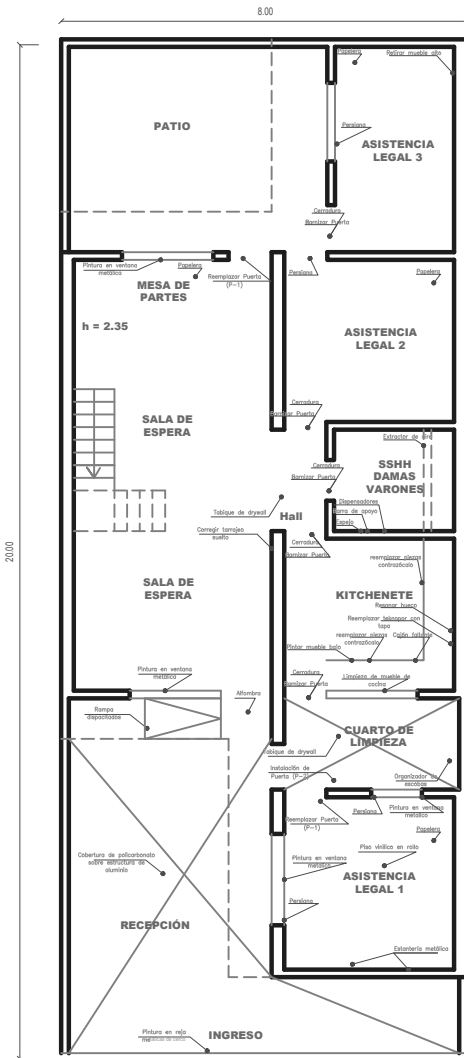 8.00
20.00
Papelera
Retirar mueble alto
PATIO
Persiana
ASISTENCIA
LEGAL 3
Cerradura
Barnizar Puerta
Pintura en ventana
metálica
Papelera
Reemplazar Puerta
(P-1)
Persiana
Papelera
MESA DE
PARTES
h = 2.35
ASISTENCIA
LEGAL 2
SALA DE
ESPERA
Cerradura
Barnizar Puerta
Extractor de aire
SSHH
DAMAS
VARONES
Cerradura
Barnizar Puerta
Dispensadores
Barra de apoyo
Espejo
Tabique de drywall
Hall
Corregir tarrajeo
suelto
Cerradura
Barnizar Puerta
reemplazar piezas
contrazócalo
SALA DE
ESPERA
KITCHENETE
Resanar hueco
Reemplazar teknopor con
tapa
reemplazar piezas
contrazócalo
Cajón faltante
Pintar mueble bajo
Pintura en ventana
metálica
Cerradura
Barnizar Puerta
Limpieza de mueble de
cocina
Alfombra
Rampa
discapacitados
CUARTO DE
LIMPIEZA
Tabique de drywall
Instalación de
Puerta (P-2)
Organizador de
escobas
Persiana
Pintura en ventana
metálica
Reemplazar Puerta
(P-1)
Papelera
Piso vinílico en rollo
Cobertura de policarbonato
sobre estructura de
aluminio
Pintura en ventana
metálica
ASISTENCIA
LEGAL 1
Persiana
RECEPCIÓN
Estantería metálica
Pintura en reja
INGRESO